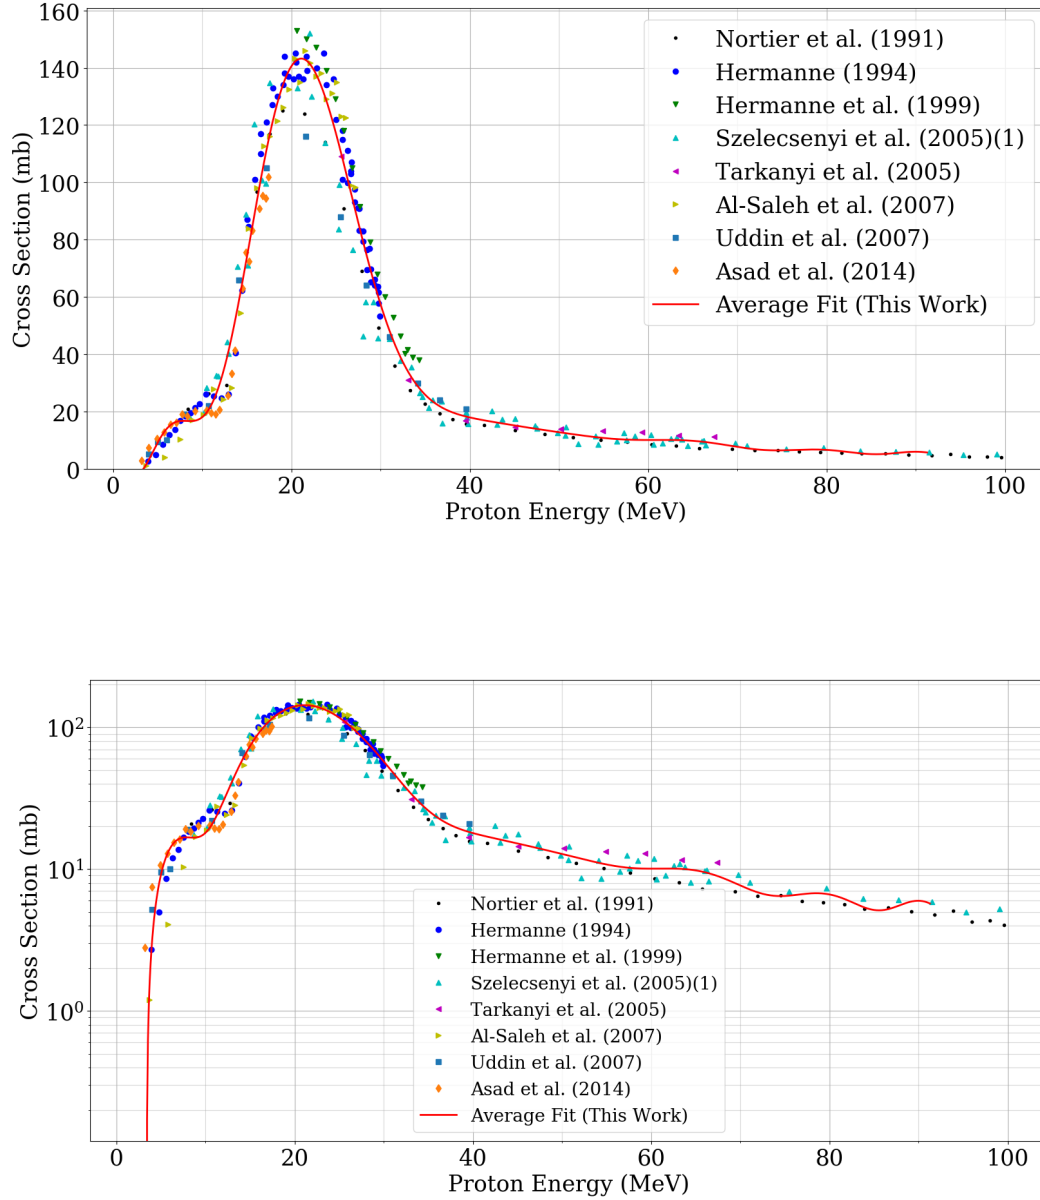 160
140
120
100
80
60
40
20
0
Cross Section (mb)
Nortier et al. (1991)
Hermanne (1994)
Hermanne et al. (1999)
Szelecsenyi et al. (2005)(1)
Tarkanyi et al. (2005)
Al-Saleh et al. (2007)
Uddin et al. (2007)
Asad et al. (2014)
Average Fit (This Work)
0 20 40 60 80 100
Proton Energy (MeV)
10²
10¹
10⁰
Cross Section (mb)
Nortier et al. (1991)
Hermanne (1994)
Hermanne et al. (1999)
Szelecsenyi et al. (2005)(1)
Tarkanyi et al. (2005)
Al-Saleh et al. (2007)
Uddin et al. (2007)
Asad et al. (2014)
Average Fit (This Work)
0 20 40 60 80 100
Proton Energy (MeV)